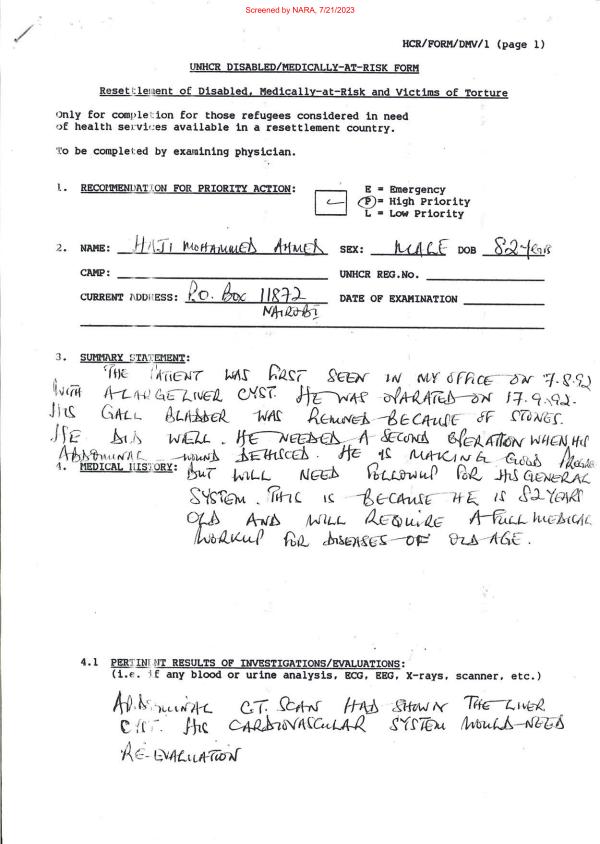 Screened by NARA, 7/21/2023
HCR/FORM/DMV/1 (page 1)
UNHCR DISABLED/MEDICALLY-AT-RISK FORM
Resettlement of Disabled, Medically-at-Risk and Victims of Torture
Only for completion for those refugees considered in need
of health services available in a resettlement country.
To be completed by examining physician.
1. RECOMMENDATION FOR PRIORITY ACTION:
E = Emergency
P = High Priority
L = Low Priority
2. NAME: HAJI MOHAMMED AHMED SEX: MALE DOB 82 Years
CAMP: UNHCR REG.No.
CURRENT ADDRESS: P.O. Box 11872 DATE OF EXAMINATION
NAIROBI
3. SUMMARY STATEMENT:
THE PATIENT WAS FIRST SEEN IN MY OFFICE ON 7.8.92
WITH A LARGE LIVER CYST. HE WAS OPARATED ON 17.9.92.
HIS GALL BLADDER WAS REMOVED BECAUSE OF STONES.
HE DID WELL. HE NEEDED A SECOND OPERATION WHEN HIS
ABDOMINAL WOUND DEHISCED. HE IS MAKING GOOD
4. MEDICAL HISTORY: BUT WILL NEED FOLLOWUP FOR HIS GENERAL
SYSTEM. THIS IS BECAUSE HE IS 82 YEARS
OLD AND WILL REQUIRE A FULL MEDICAL
WORKUP FOR DISEASES OF OLD AGE.
4.1 PERTINENT RESULTS OF INVESTIGATIONS/EVALUATIONS:
(i.e. if any blood or urine analysis, ECG, EEG, X-rays, scanner, etc.)
ABDOMINAL C.T. SCAN HAD SHOWN THE LIVER
CYST. HIS CARDIOVASCULAR SYSTEM WOULD NEED
RE-EVALUATION